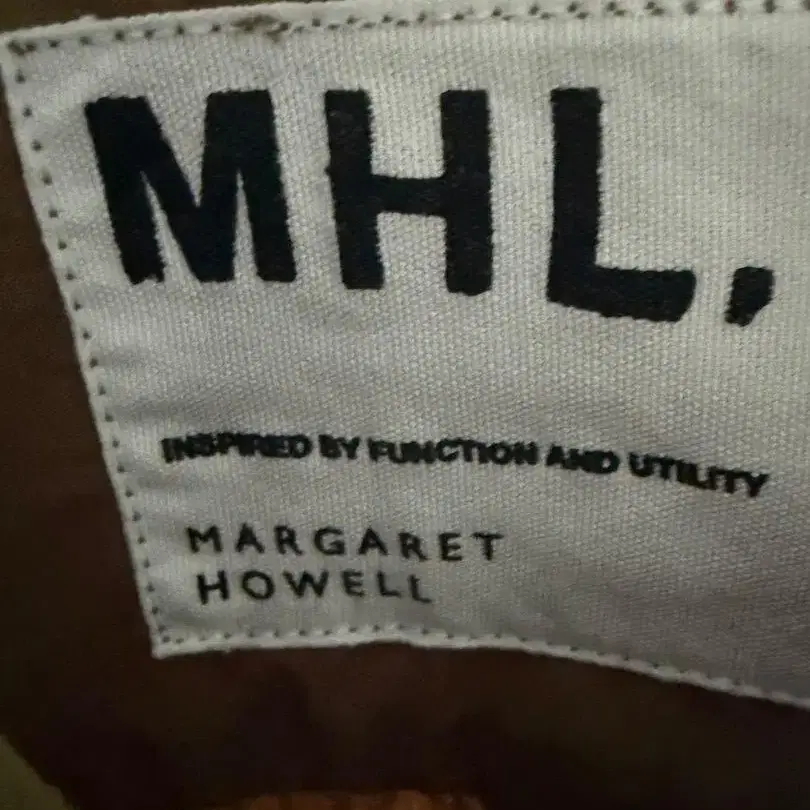 MHL.
INSPIRED BY FUNCTION AND UTILITY
MARGARET
HOWELL